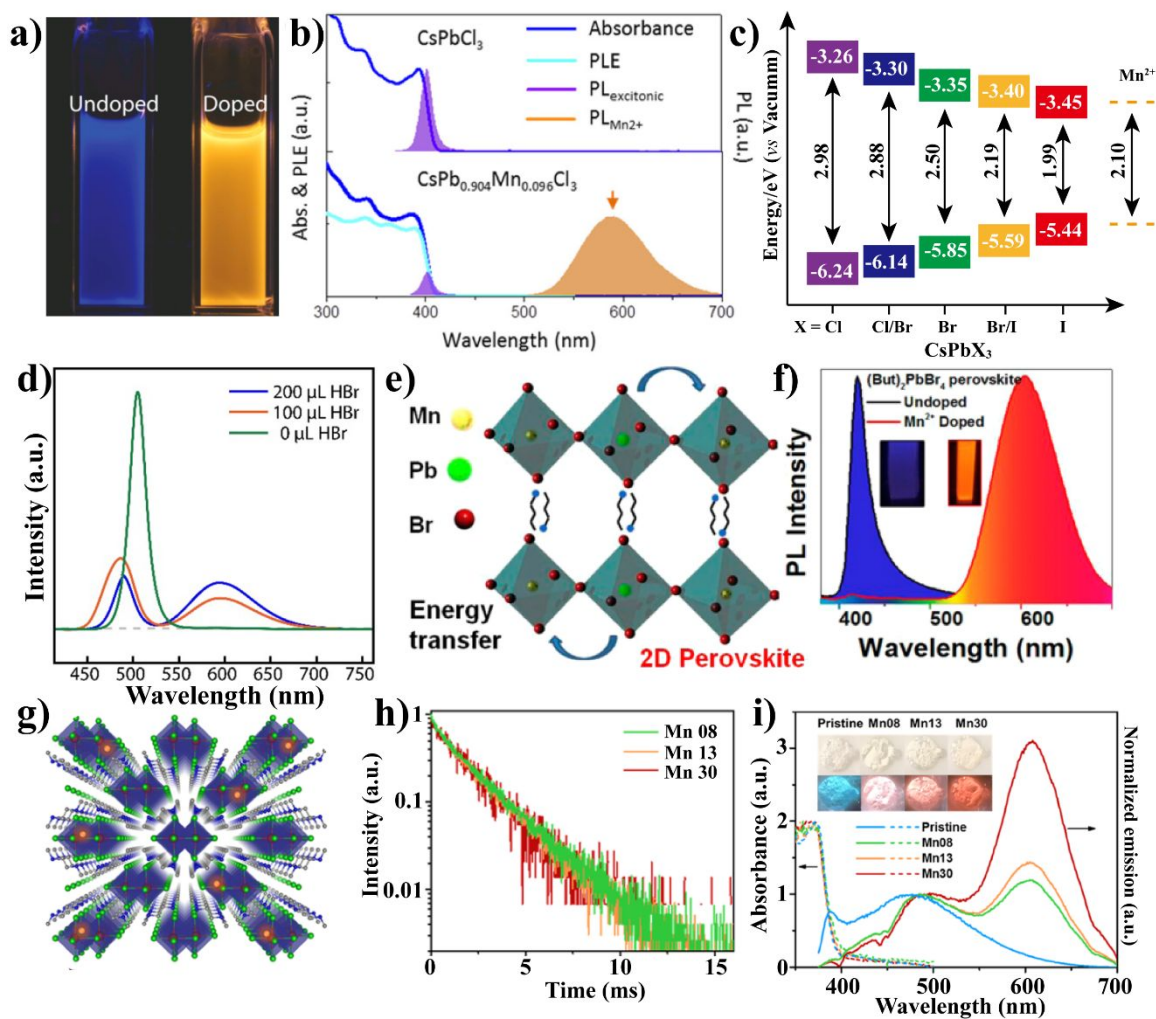 a)
Undoped
Doped
b)
CsPbCl3
Absorbance
PLE
PLexcitonic
PLMn2+
CsPb0.904Mn0.096Cl3
Abs. & PLE (a.u.)
PL (a.u.)
300 400 500 600 700
Wavelength (nm)
c)
Energy/eV (vs Vacumm)
-3.26
-3.30
-3.35
-3.40
-3.45
Mn2+
2.98
2.88
2.50
2.19
1.99
2.10
-6.24
-6.14
-5.85
-5.59
-5.44
X = Cl Cl/Br Br Br/I I
CsPbX3
d)
200 μL HBr
100 μL HBr
0 μL HBr
Intensity (a.u.)
450 500 550 600 650 700 750
Wavelength (nm)
e)
Mn
Pb
Br
Energy
transfer
2D Perovskite
f)
(But)2PbBr4 perovskite
Undoped
Mn2+ Doped
PL Intensity
400 500 600
Wavelength (nm)
g)
h)
Mn 08
Mn 13
Mn 30
Intensity (a.u.)
1
0.1
0.01
0 5 10 15
Time (ms)
i)
Pristine Mn08 Mn13 Mn30
Pristine
Mn08
Mn13
Mn30
Absorbance (a.u.)
3
2
1
0
Normalized emission (a.u.)
400 500 600 700
Wavelength (nm)